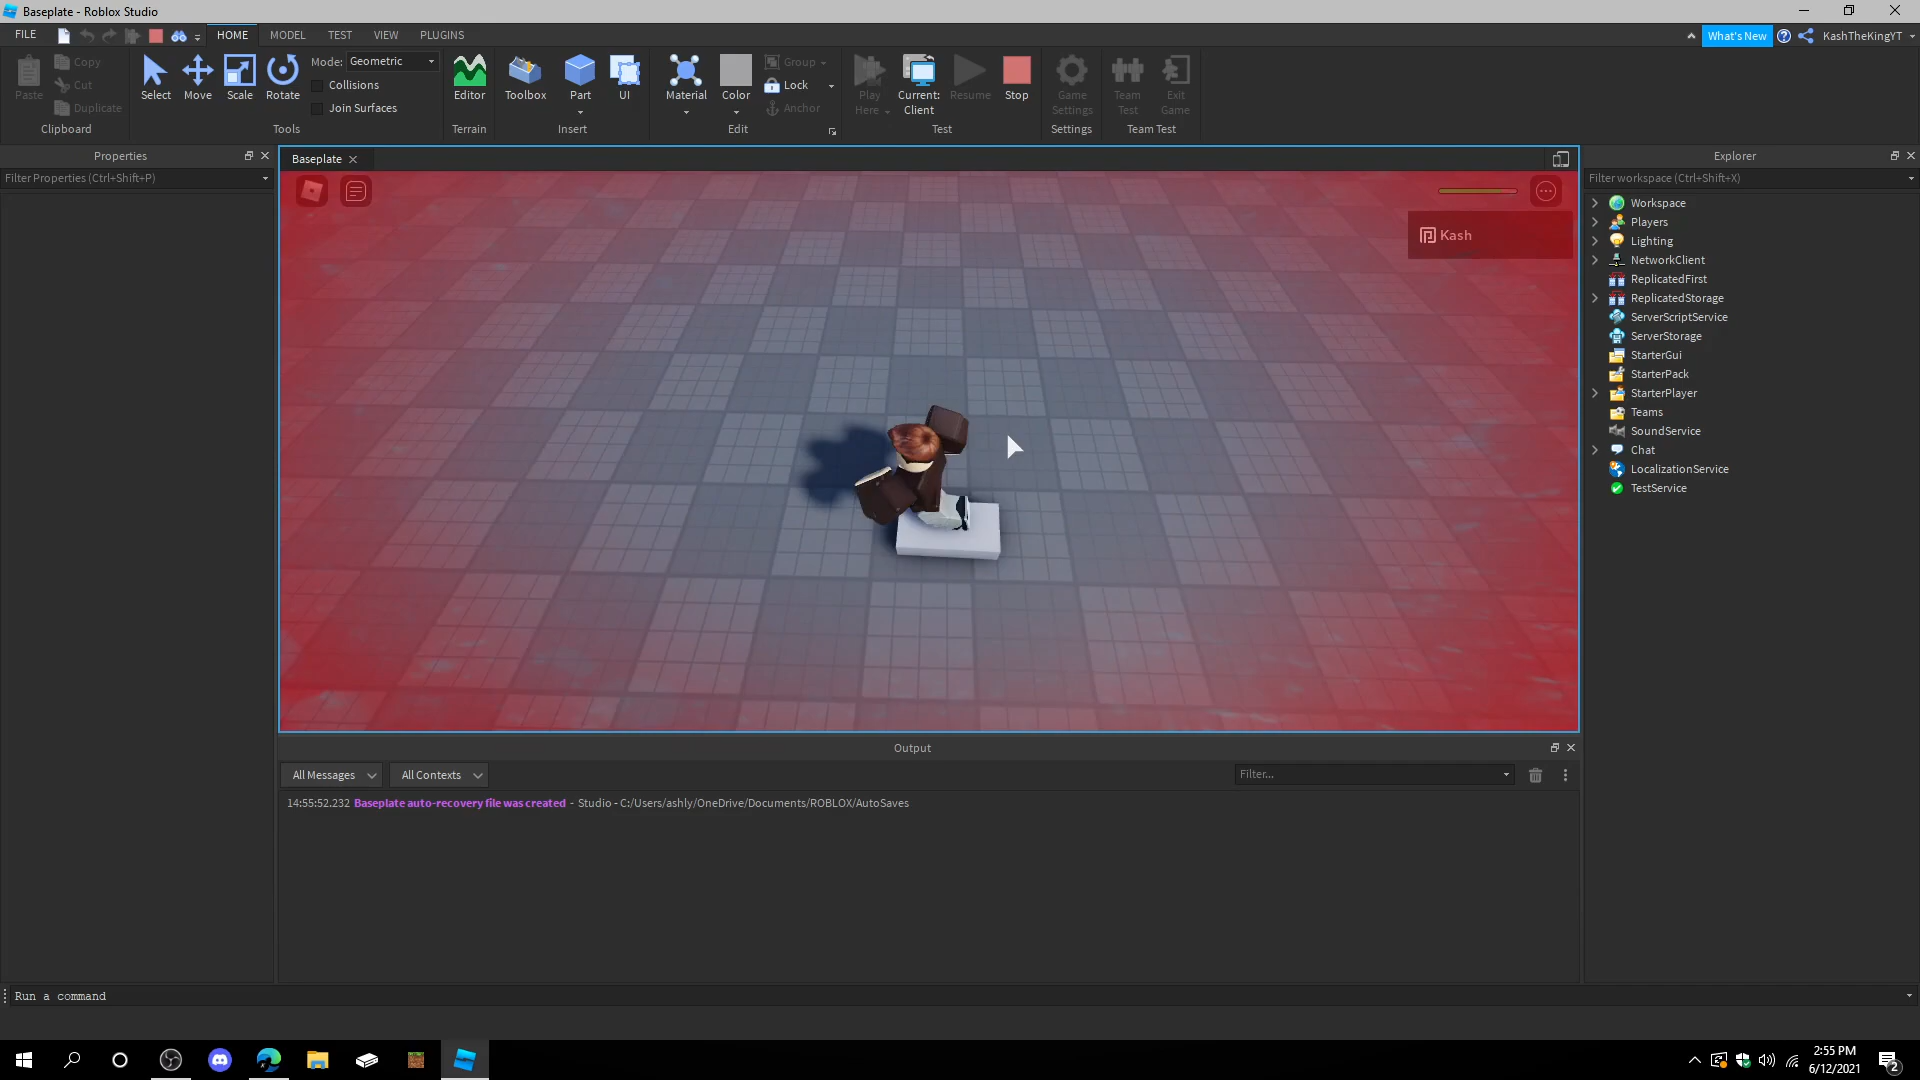 Baseplate - Roblox Studio
FILE HOME MODEL TEST VIEW PLUGINS What's New KashTheKingYT
Paste
Copy
Cut
Duplicate
Clipboard
Select Move Scale Rotate
Mode: Geometric
Collisions
Join Surfaces
Tools
Editor
Terrain
Toolbox Part UI
Insert
Material Color
Group
Lock
Anchor
Edit
Play
Here
Current:
Client
Resume Stop
Test
Game
Settings
Settings
Team
Test
Exit
Game
Team Test
Properties
Filter Properties (Ctrl+Shift+P)
Baseplate
Kash
Explorer
Filter workspace (Ctrl+Shift+X)
Workspace
Players
Lighting
NetworkClient
ReplicatedFirst
ReplicatedStorage
ServerScriptService
ServerStorage
StarterGui
StarterPack
StarterPlayer
Teams
SoundService
Chat
LocalizationService
TestService
Output
All Messages All Contexts Filter...
14:55:52.232 Baseplate auto-recovery file was created - Studio - C:/Users/ashly/OneDrive/Documents/ROBLOX/AutoSaves
Run a command
2:55 PM
6/12/2021
2